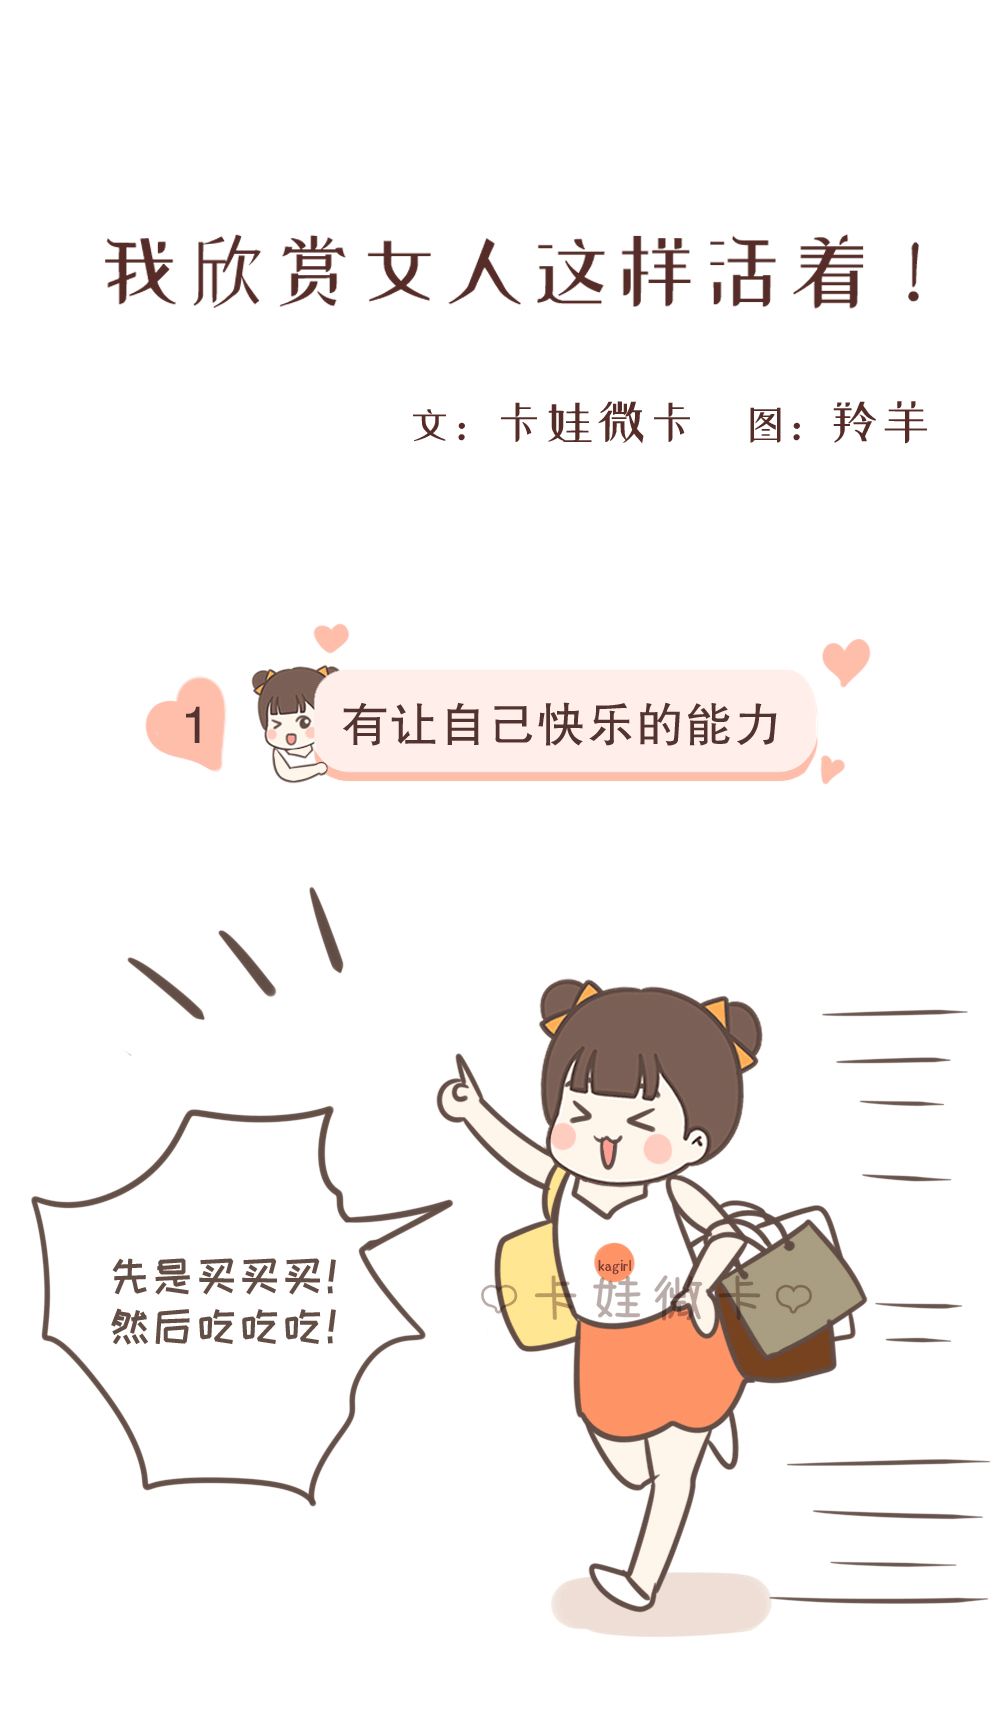 我欣赏女人这样活着！
文：卡娃微卡 图：羚羊
1
有让自己快乐的能力
先是买买买！
然后吃吃吃！
kagirl
卡娃微卡